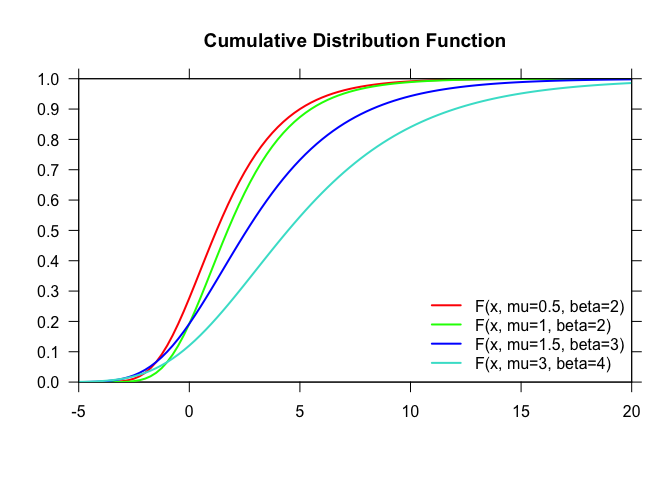 Cumulative Distribution Function
1.0
0.9
0.8
0.7
0.6
0.5
0.4
0.3
0.2
0.1
0.0
F(x, mu=0.5, beta=2)
F(x, mu=1, beta=2)
F(x, mu=1.5, beta=3)
F(x, mu=3, beta=4)
-5 0 5 10 15 20